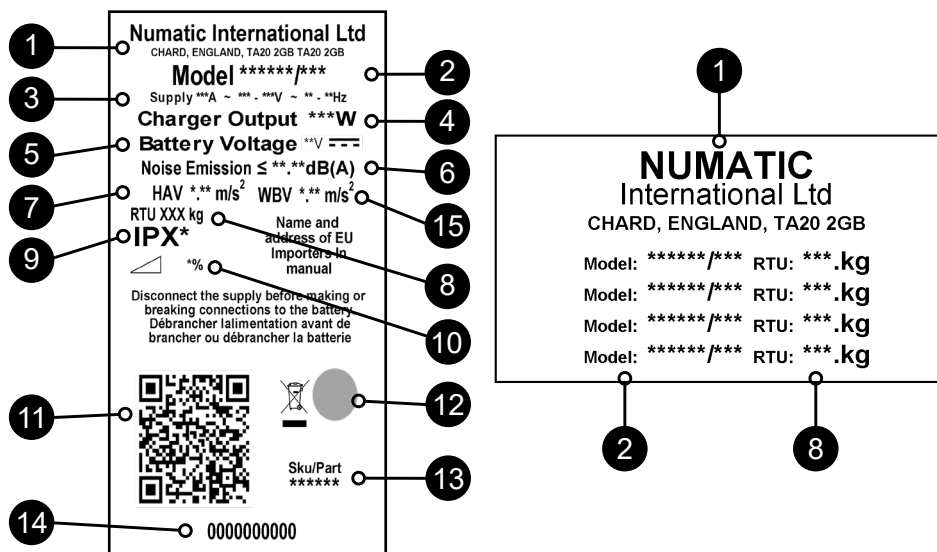 Numatic International Ltd
CHARD, ENGLAND, TA20 2GB TA20 2GB
Model ******/***
Supply ***A ~ *** - ***V ~ ** - **Hz
Charger Output ***W
Battery Voltage **V
Noise Emission ≤ **.**dB(A)
HAV *.** m/s² WBV *.** m/s²
RTU XXX kg
IPX*
Name and
address of EU
Importers In
manual
*%
Disconnect the supply before making or
breaking connections to the battery.
Débrancher lalimentation avant de
brancher ou débrancher la batterie
Sku/Part
******
0000000000
1
2
3
4
5
6
7
15
9
8
10
11
12
13
14
1
NUMATIC
International Ltd
CHARD, ENGLAND, TA20 2GB
Model: ******/*** RTU: ***.kg
Model: ******/*** RTU: ***.kg
Model: ******/*** RTU: ***.kg
Model: ******/*** RTU: ***.kg
2
8